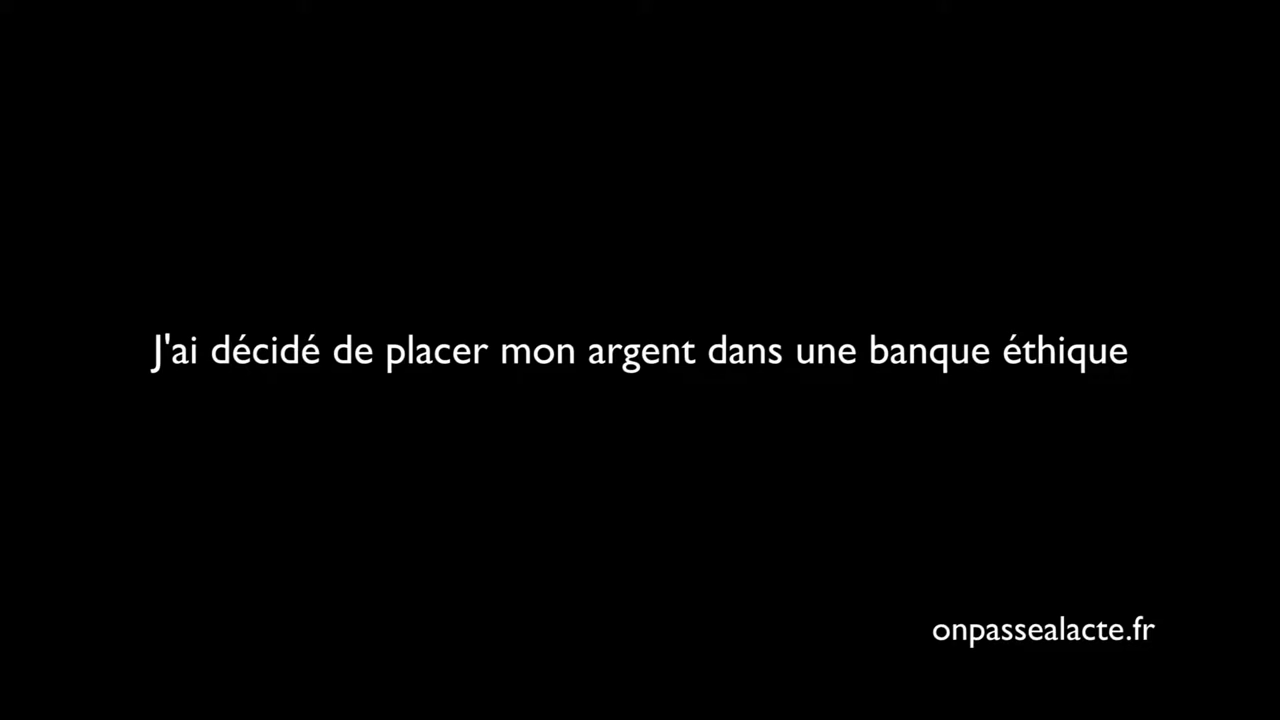 J'ai décidé de placer mon argent dans une banque éthique
onpassealacte.fr